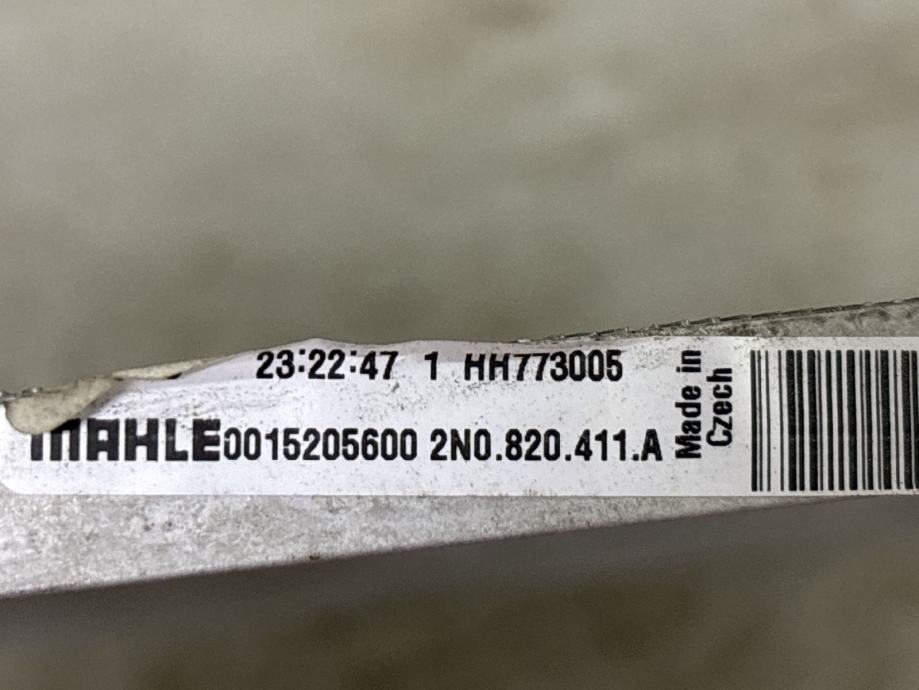 23:22:47 1 HH773005
MAHLE0015205600 2N0.820.411.A
Made in
Czech